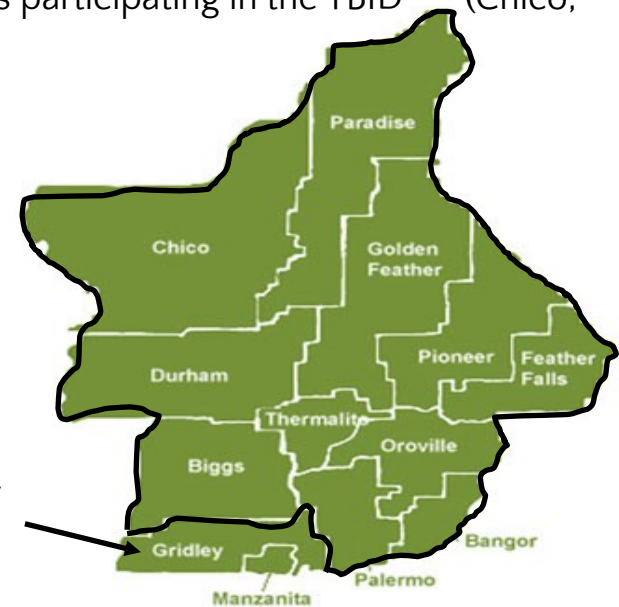 s participating in the TBID (Chico,
Paradise
Chico
Golden
Feather
Pioneer
Feather
Falls
Durham
Thermalito
Oroville
Biggs
Gridley
Bangor
Palermo
Manzanita